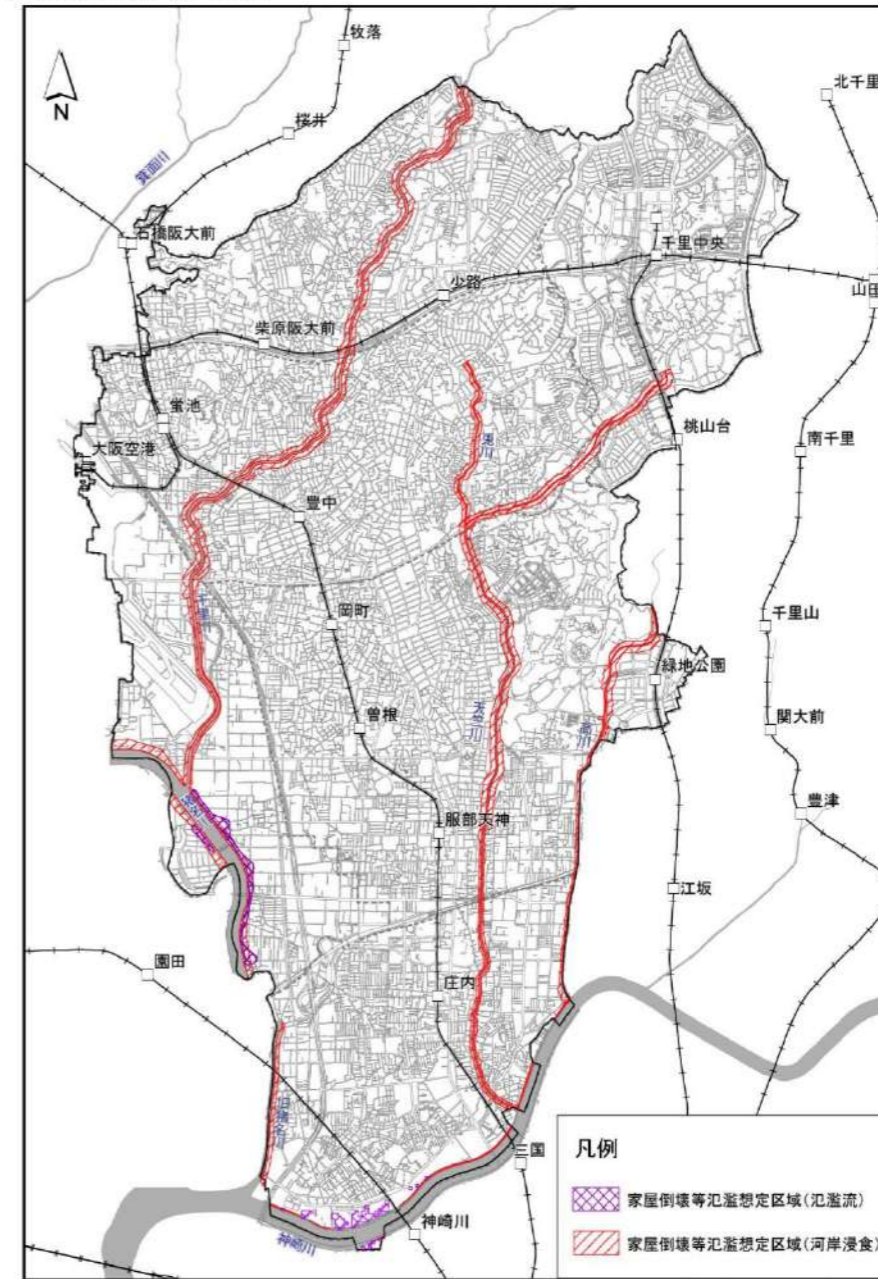 牧落
北千里
N
桜井
箕面川
石橋阪大前
千里中央
少路
山田
柴原阪大前
蛍池
兎川
桃山台
大阪空港
南千里
豊中
千里川
岡町
千里山
緑地公園
曽根
天竺川
高川
関大前
豊津
服部天神
江坂
園田
庄内
旧猪名川
三国
神崎川
神崎川
凡例
家屋倒壊等氾濫想定区域(氾濫流)
家屋倒壊等氾濫想定区域(河岸浸食)